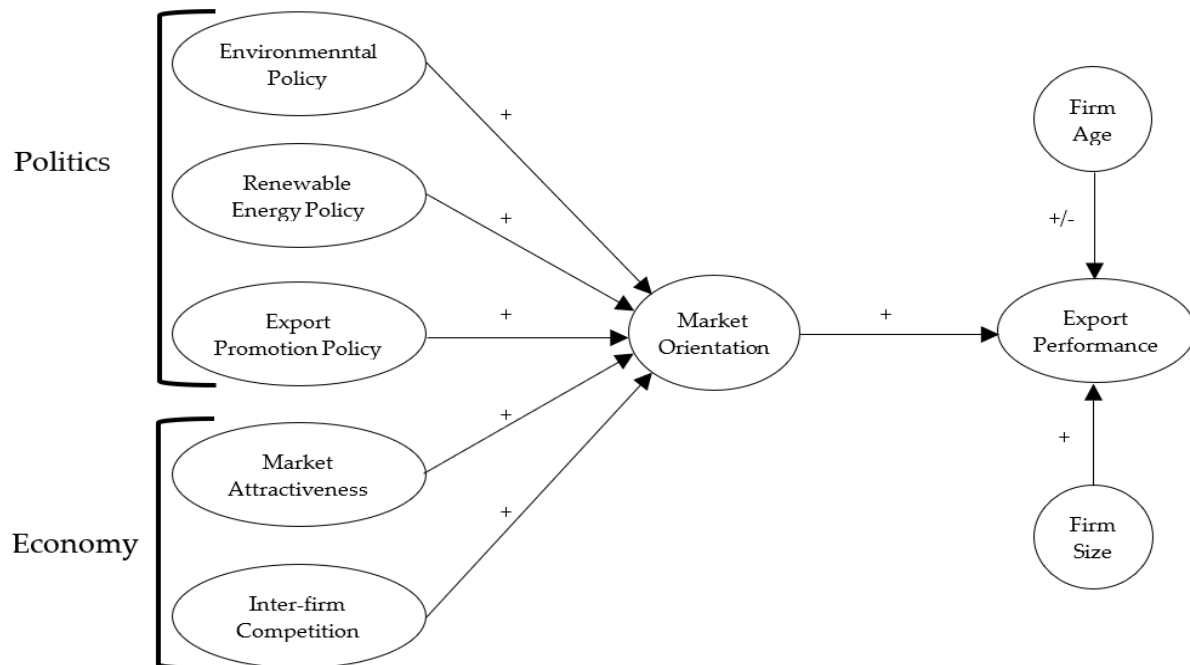 Politics
Environmenntal
Policy
+
Renewable
Energy Policy
+
Export
Promotion Policy
+
Economy
Market
Attractiveness
+
Inter-firm
Competition
+
Market
Orientation
+
Firm
Age
+/-
Export
Performance
+
Firm
Size